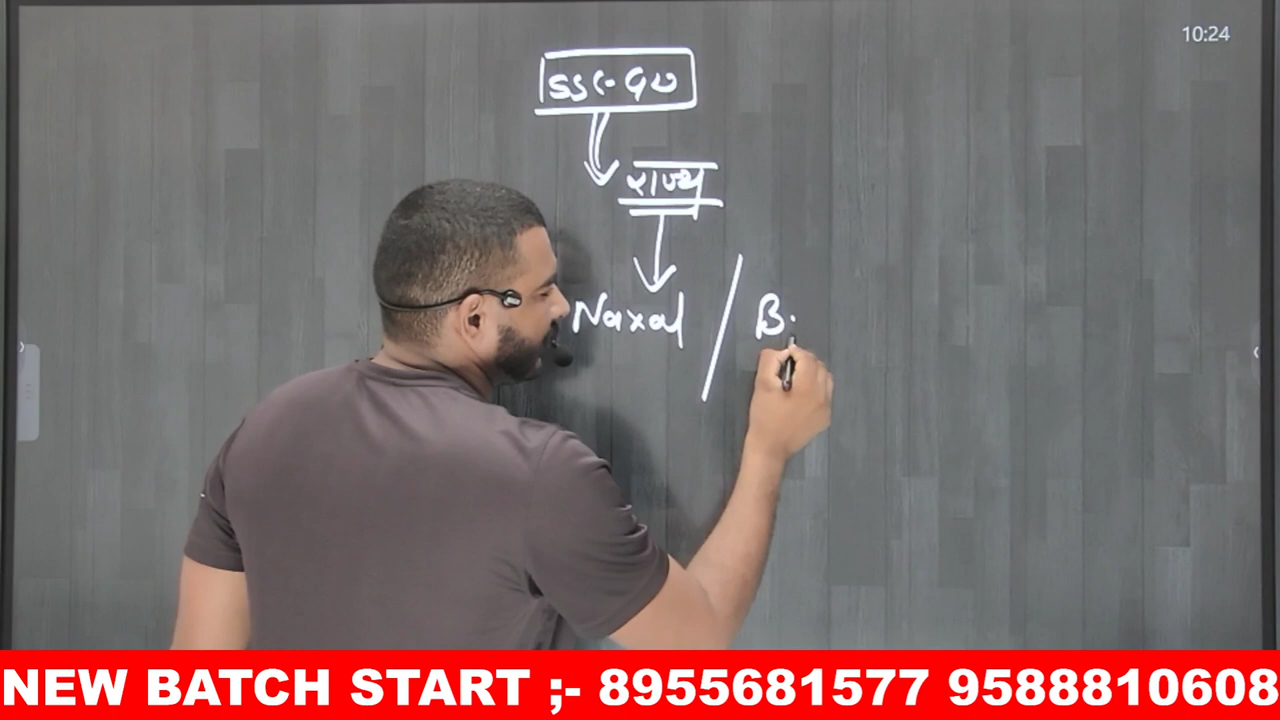 10:24
SSC-GD
राज्य
Naxal / B.
NEW BATCH START ;- 8955681577 9588810608